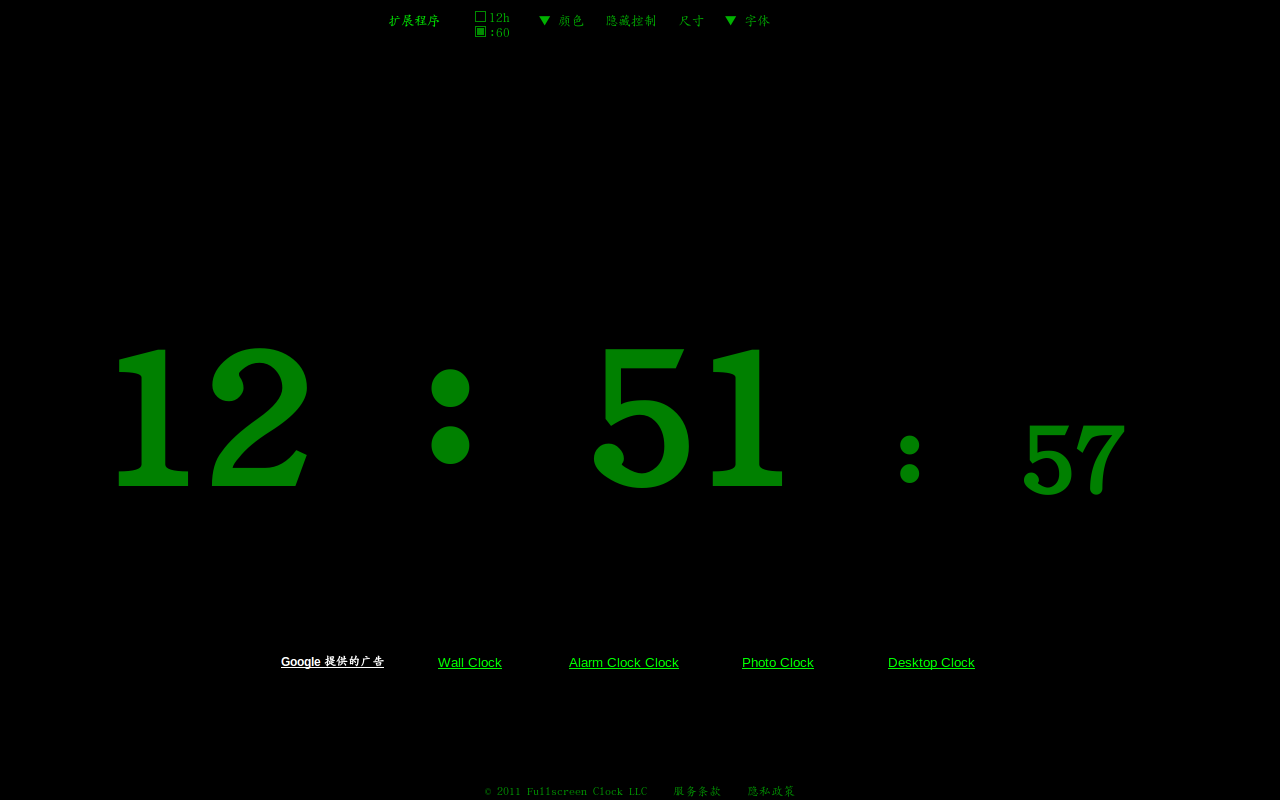 扩展程序 12h ▼ 颜色 隐藏控制 尺寸 ▼ 字体
:60
12 : 51 : 57
Google 提供的广告 Wall Clock Alarm Clock Clock Photo Clock Desktop Clock
© 2011 Fullscreen Clock LLC 服务条款 隐私政策